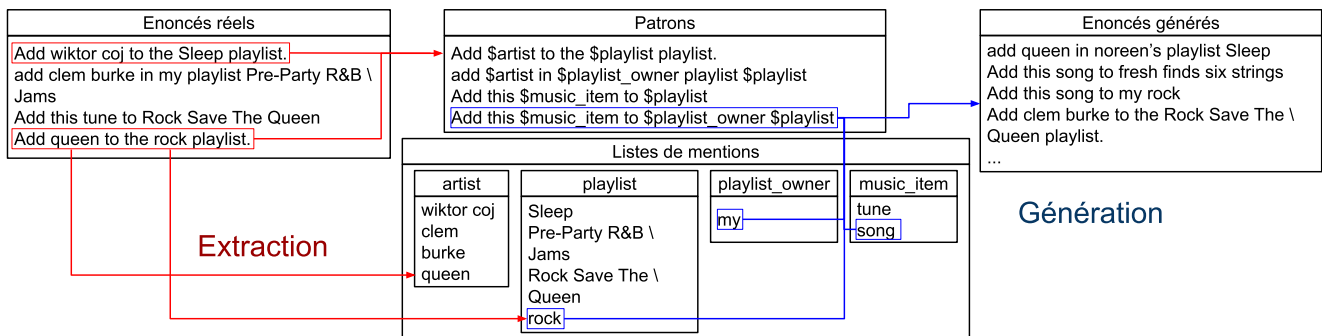 Enoncés réels
Add wiktor coj to the Sleep playlist.
add clem burke in my playlist Pre-Party R&B \
Jams
Add this tune to Rock Save The Queen
Add queen to the rock playlist.
Patrons
Add $artist to the $playlist playlist.
add $artist in $playlist_owner playlist $playlist
Add this $music_item to $playlist
Add this $music_item to $playlist_owner $playlist
Enoncés générés
add queen in noreen’s playlist Sleep
Add this song to fresh finds six strings
Add this song to my rock
Add clem burke to the Rock Save The \
Queen playlist.
...
Listes de mentions
artist
wiktor coj
clem
burke
queen
playlist
Sleep
Pre-Party R&B \
Jams
Rock Save The \
Queen
rock
playlist_owner
my
music_item
tune
song
Extraction
Génération